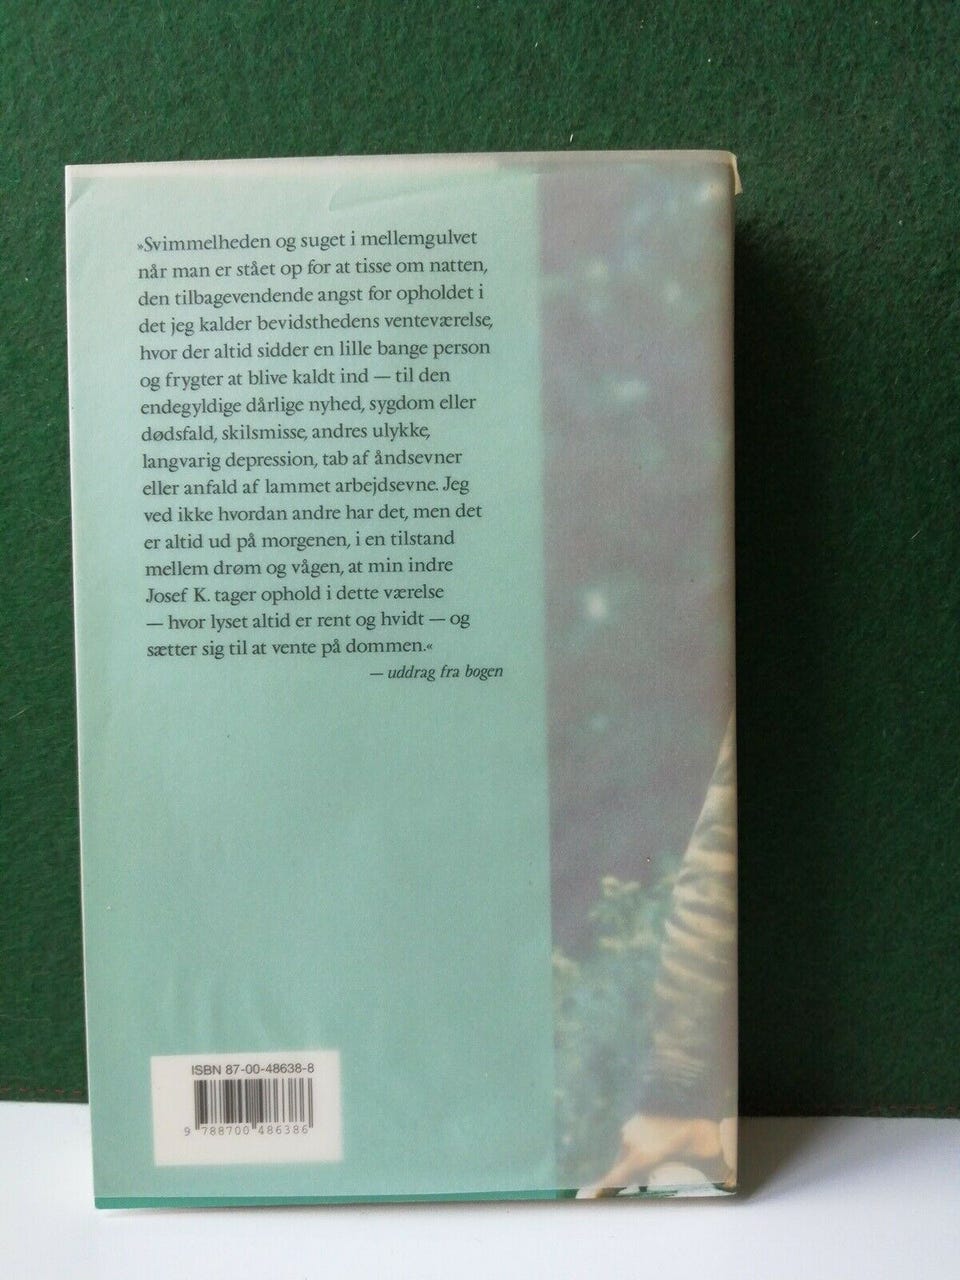 »Svimmelheden og suget i mellemgulvet
når man er stået op for at tisse om natten,
den tilbagevendende angst for opholdet i
det jeg kalder bevidsthedens venteværelse,
hvor der altid sidder en lille bange person
og frygter at blive kaldt ind — til den
endegyldige dårlige nyhed, sygdom eller
dødsfald, skilsmisse, andres ulykke,
langvarig depression, tab af åndsevner
eller anfald af lammet arbejdsevne. Jeg
ved ikke hvordan andre har det, men det
er altid ud på morgenen, i en tilstand
mellem drøm og vågen, at min indre
Josef K. tager ophold i dette værelse
— hvor lyset altid er rent og hvidt — og
sætter sig til at vente på dommen.«
— uddrag fra bogen
ISBN 87-00-48638-8
9 788700 486386